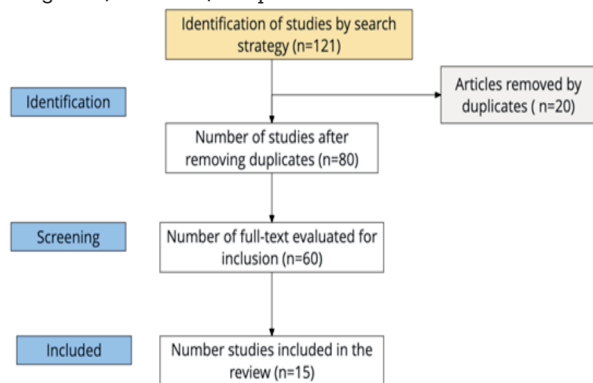 Identification of studies by search
strategy (n=121)
Articles removed by
duplicates ( n=20)
Identification
Number of studies after
removing duplicates (n=80)
Screening
Number of full-text evaluated for
inclusion (n=60)
Included
Number studies included in the
review (n=15)